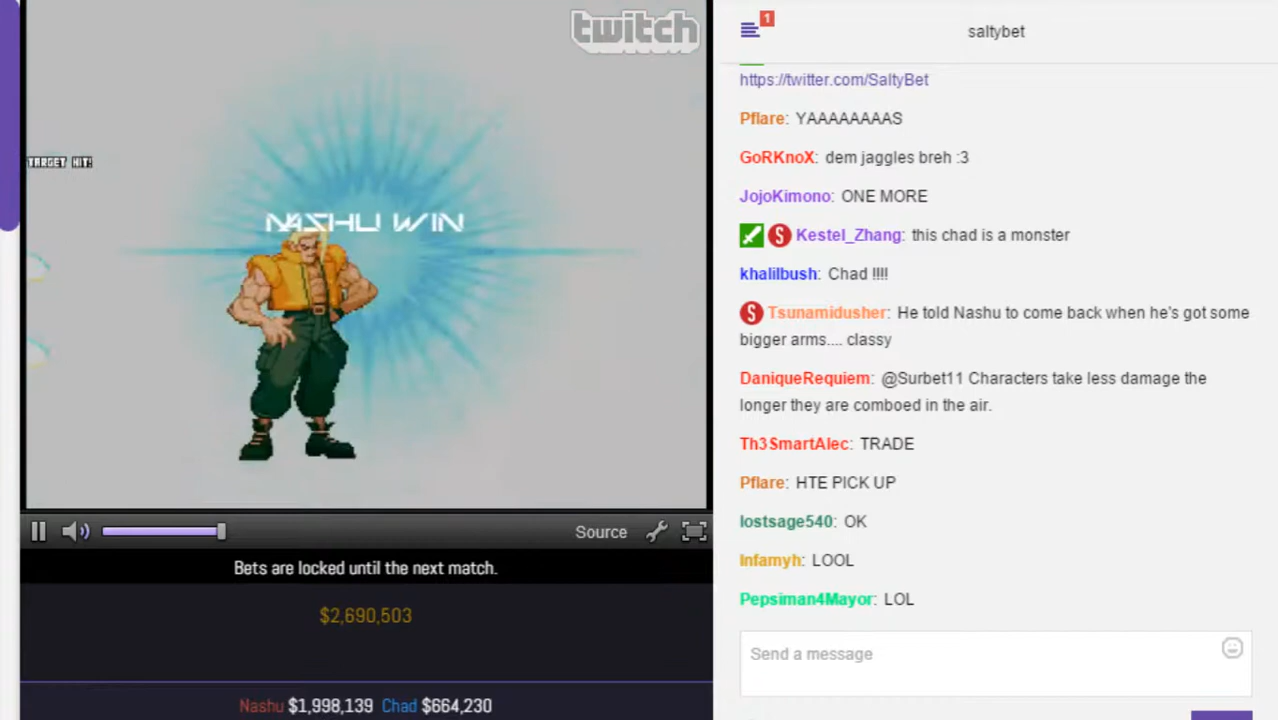 twitch
TARGET HIT!
NASHU WIN
Source
Bets are locked until the next match.
$2,690,503
Nashu $1,998,139 Chad $664,230
1
saltybet
https://twitter.com/SaltyBet
Pflare: YAAAAAAAAS
GoRKnoX: dem jaggles breh :3
JojoKimono: ONE MORE
S Kestel_Zhang: this chad is a monster
khalilbush: Chad !!!!
S Tsunamidusher: He told Nashu to come back when he's got some
bigger arms.... classy
DaniqueRequiem: @Surbet11 Characters take less damage the
longer they are comboed in the air.
Th3SmartAlec: TRADE
Pflare: HTE PICK UP
lostsage540: OK
Infamyh: LOOL
Pepsiman4Mayor: LOL
Send a message